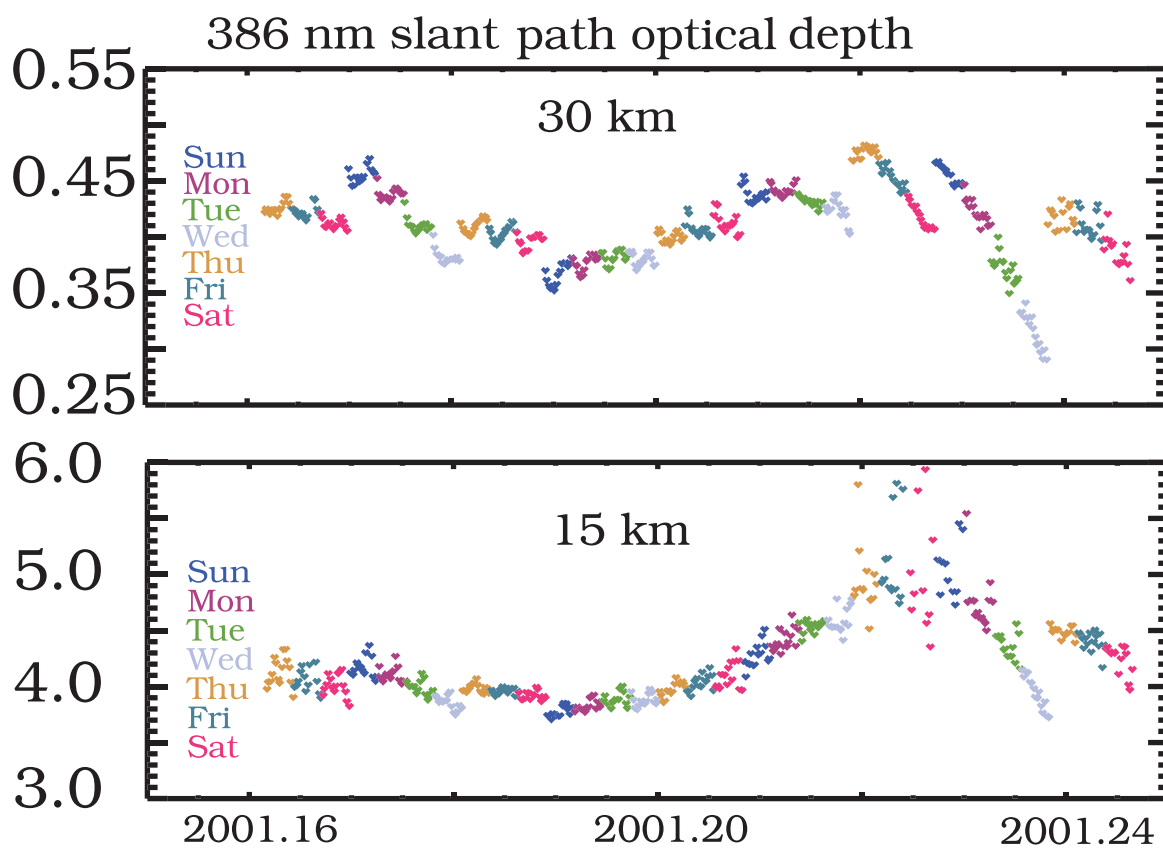 386 nm slant path optical depth
0.55
30 km
Sun
0.45
Mon
Tue
Wed
Thu
0.35
Fri
Sat
0.25
6.0
15 km
5.0
Sun
Mon
Tue
Wed
4.0
Thu
Fri
Sat
3.0
2001.16 2001.20 2001.24